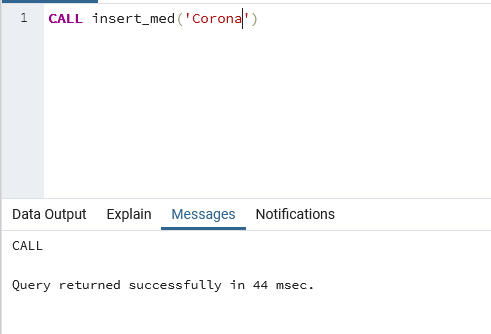 1 CALL insert_med('Corona')
Data Output Explain Messages Notifications
CALL
Query returned successfully in 44 msec.